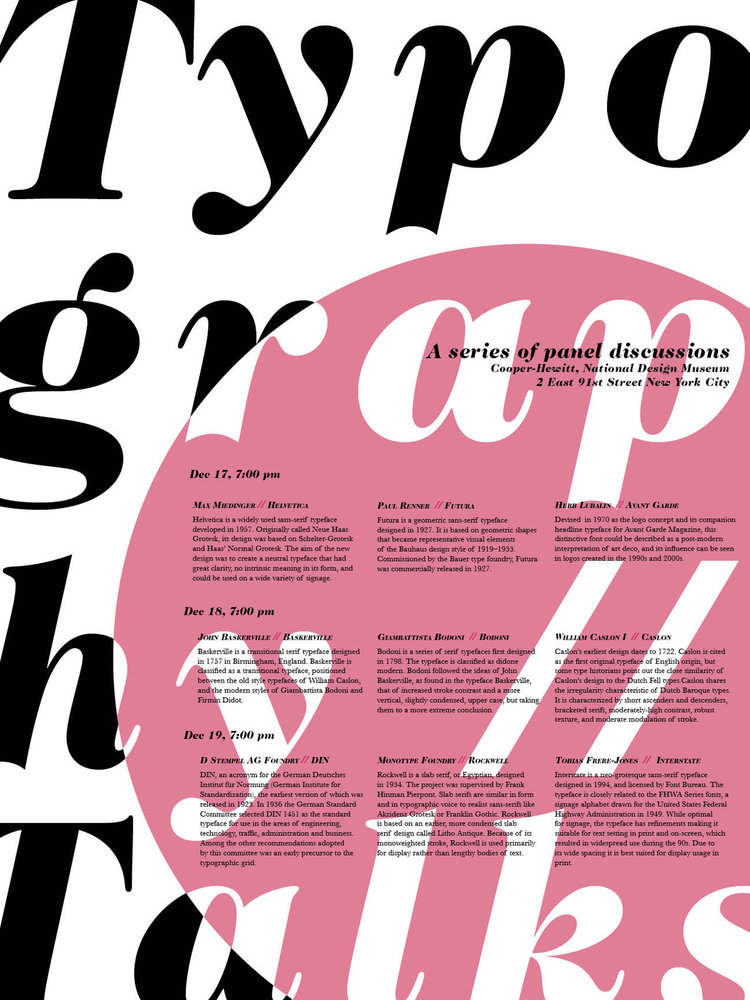 Typo
grap
hy //
Talks
A series of panel discussions
Cooper-Hewitt, National Design Museum
2 East 91st Street New York City
Dec 17, 7:00 pm
Max Miedinger // Helvetica
Helvetica is a widely used sans-serif typeface
developed in 1957. Originally called Neue Haas
Grotesk, its design was based on Schelter-Grotesk
and Haas' Normal Grotesk. The aim of the new
design was to create a neutral typeface that had
great clarity, no intrinsic meaning in its form, and
could be used on a wide variety of signage.
Paul Renner // Futura
Futura is a geometric sans-serif typeface
designed in 1927. It is based on geometric shapes
that became representative visual elements
of the Bauhaus design style of 1919–1933.
Commissioned by the Bauer type foundry, Futura
was commercially released in 1927.
Herb Lubalin // Avant Garde
Devised in 1970 as the logo concept and its companion
headline typeface for Avant Garde Magazine, this
distinctive font could be described as a post-modern
interpretation of art deco, and its influence can be seen
in logos created in the 1990s and 2000s.
Dec 18, 7:00 pm
John Baskerville // Baskerville
Baskerville is a transitional serif typeface designed
in 1757 in Birmingham, England. Baskerville is
classified as a transitional typeface, positioned
between the old style typefaces of William Caslon,
and the modern styles of Giambattista Bodoni and
Firmin Didot.
Giambattista Bodoni // Bodoni
Bodoni is a series of serif typefaces first designed
in 1798. The typeface is classified as didone
modern. Bodoni followed the ideas of John
Baskerville, as found in the typeface Baskerville,
that of increased stroke contrast and a more
vertical, slightly condensed, upper case, but taking
them to a more extreme conclusion.
William Caslon I // Caslon
Caslon's earliest design dates to 1722. Caslon is cited
as the first original typeface of English origin, but
some type historians point out the close similarity of
Caslon's design to the Dutch Fell types.Caslon shares
the irregularity characteristic of Dutch Baroque types.
It is characterized by short ascenders and descenders,
bracketed serifs, moderately-high contrast, robust
texture, and moderate modulation of stroke.
Dec 19, 7:00 pm
D Stempel AG Foundry // DIN
DIN, an acronym for the German Deutsches
Institut für Normung (German Institute for
Standardization), the earliest version of which was
released in 1923. In 1936 the German Standard
Committee selected DIN 1451 as the standard
typeface for use in the areas of engineering,
technology, traffic, administration and business.
Among the other recommendations adopted
by this committee was an early precursor to the
typographic grid.
Monotype Foundry // Rockwell
Rockwell is a slab serif, or Egyptian, designed
in 1934. The project was supervised by Frank
Hinman Pierpont. Slab serifs are similar in form
and in typographic voice to realist sans-serifs like
Akzidenz Grotesk or Franklin Gothic. Rockwell
is based on an earlier, more condensed slab
serif design called Litho Antique. Because of its
monoweighted stroke, Rockwell is used primarily
for display rather than lengthy bodies of text.
Tobias Frere-Jones // Interstate
Interstate is a neo-grotesque sans-serif typeface
designed in 1994, and licensed by Font Bureau. The
typeface is closely related to the FHWA Series fonts, a
signage alphabet drawn for the United States Federal
Highway Administration in 1949. While optimal
for signage, the typeface has refinements making it
suitable for text setting in print and on-screen, which
resulted in widespread use during the 90s. Due to
its wide spacing it is best suited for display usage in
print.